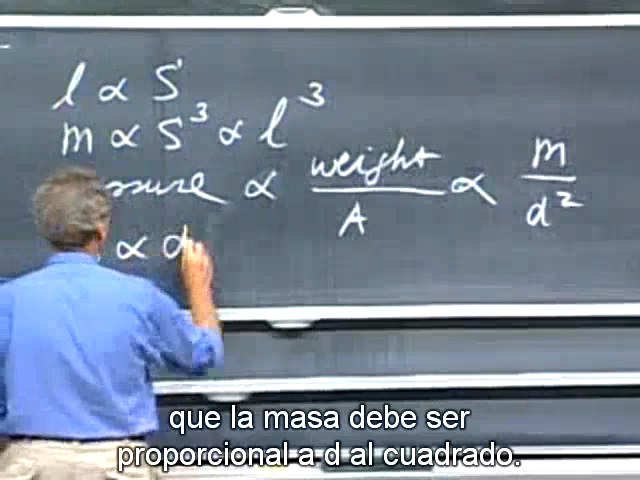 l ∝ S
m ∝ S³ ∝ l³
ssure ∝ weight / A ∝ m / d²
∝ d
que la masa debe ser
proporcional a d al cuadrado.